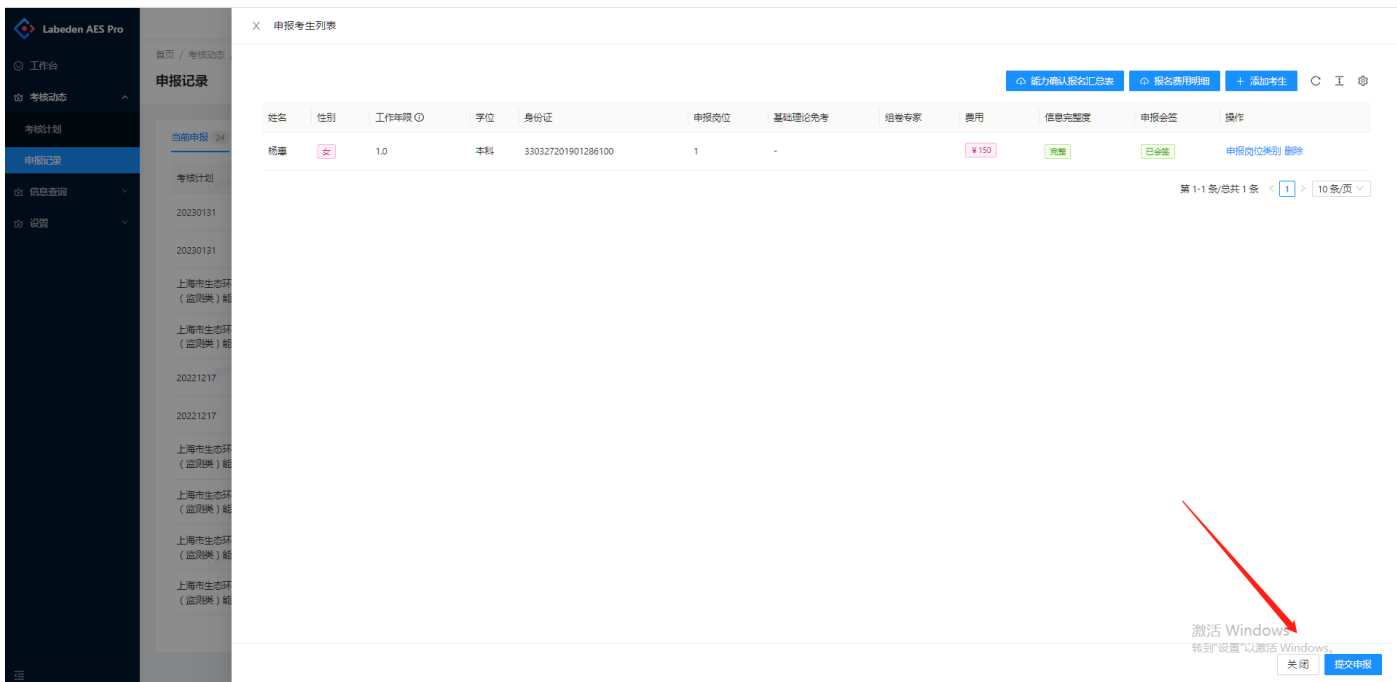 Labeden AES Pro
工作台
考核动态
考核计划
申报记录
信息查询
设置
首页 / 考核动态
申报记录
当前申报 24
考核计划
20230131
20230131
上海市生态环
(监测类)能
上海市生态环
(监测类)能
20221217
20221217
上海市生态环
(监测类)能
上海市生态环
(监测类)能
上海市生态环
(监测类)能
上海市生态环
(监测类)能
X 申报考生列表
能力确认报名汇总表 报名费用明细 + 添加考生
姓名 性别 工作年限 学位 身份证 申报岗位 基础理论免考 组卷专家 费用 信息完整度 申报会签 操作
女 1.0 本科 330327201901286100 1 - ¥150 完整 已会签 申报岗位类别 删除
第 1-1 条/总共 1 条 < 1 > 10 条/页
激活 Windows
转到"设置"以激活 Windows。
关 闭 提交申报